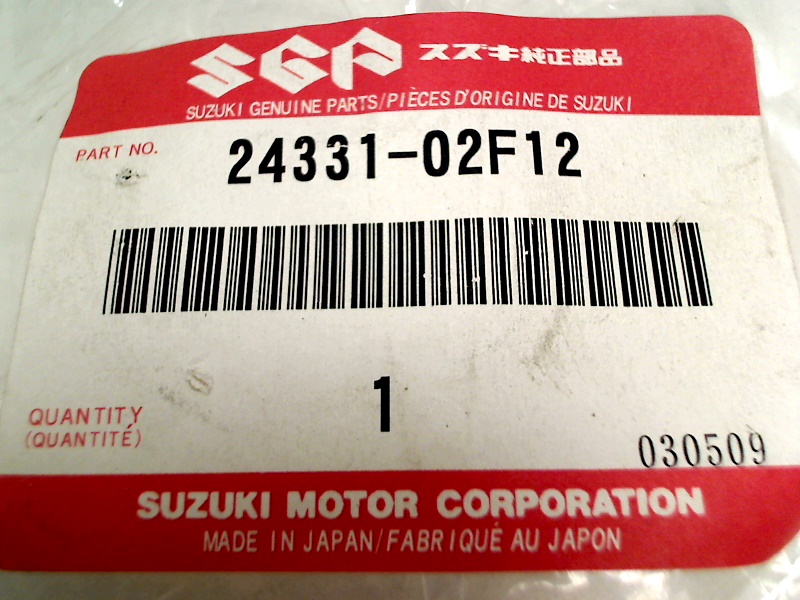 SGP スズキ純正部品
SUZUKI GENUINE PARTS/PIÈCES D'ORIGINE DE SUZUKI
PART NO. 24331-02F12
1
QUANTITY
(QUANTITÉ)
030509
SUZUKI MOTOR CORPORATION
MADE IN JAPAN/FABRIQUÉ AU JAPON